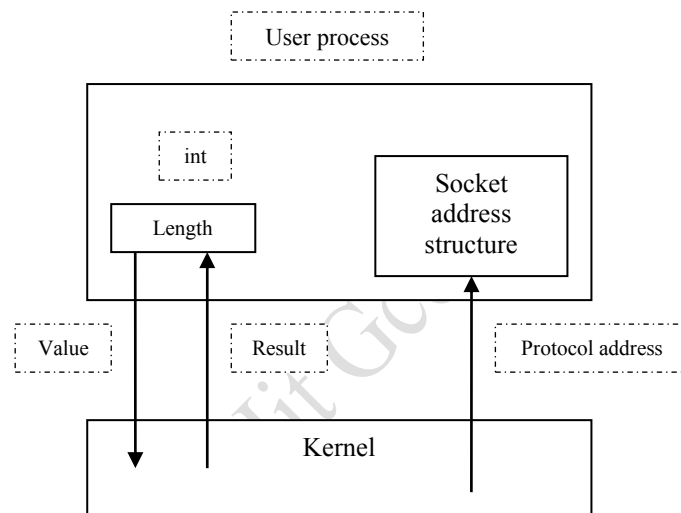 User process
int
Length
Socket
address
structure
Value
Result
Protocol address
Kernel